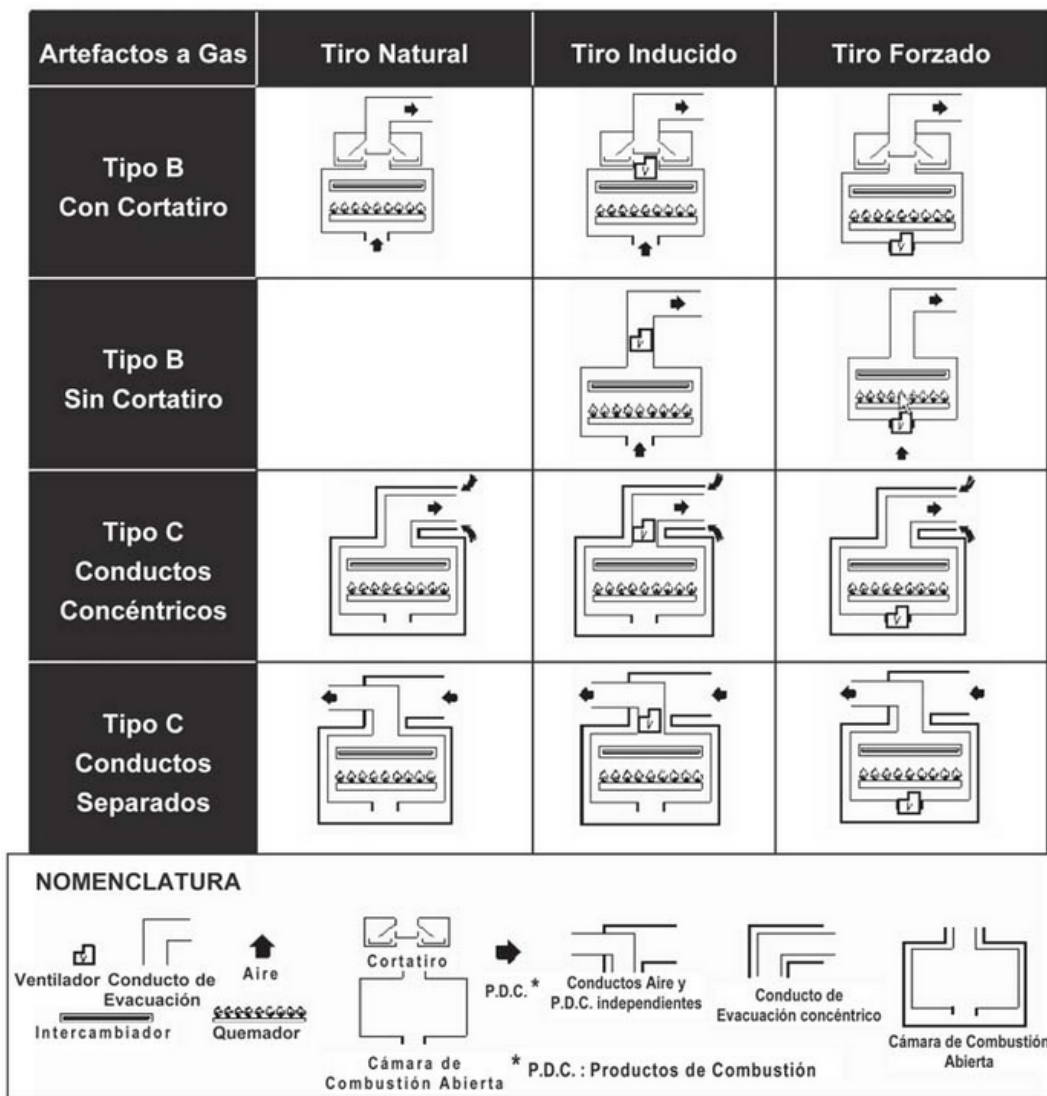 Artefactos a Gas
Tiro Natural
Tiro Inducido
Tiro Forzado
Tipo B
Con Cortatiro
V
V
Tipo B
Sin Cortatiro
V
V
Tipo C
Conductos
Concéntricos
V
V
Tipo C
Conductos
Separados
V
V
NOMENCLATURA
V
Ventilador
Conducto de
Evacuación
Aire
Intercambiador
Quemador
Cortatiro
Cámara de
Combustión Abierta
P.D.C. *
Conductos Aire y
P.D.C. independientes
Conducto de
Evacuación concéntrico
Cámara de Combustión
Abierta
* P.D.C. : Productos de Combustión